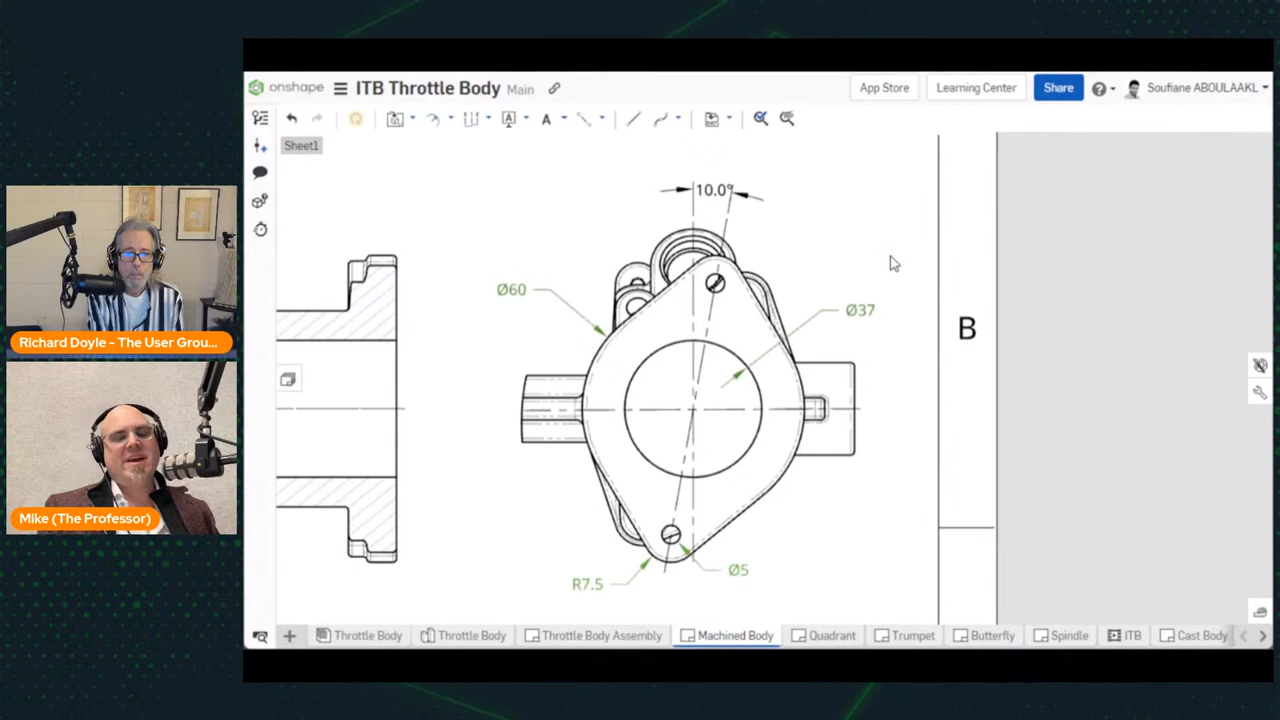 onshape
ITB Throttle Body Main
App Store
Learning Center
Share
Soufiane ABOULAAKL
Sheet1
10.0°
Ø60
Ø37
B
R7.5
Ø5
Richard Doyle - The User Grou...
Mike (The Professor)
Throttle Body
Throttle Body
Throttle Body Assembly
Machined Body
Quadrant
Trumpet
Butterfly
Spindle
ITB
Cast Body